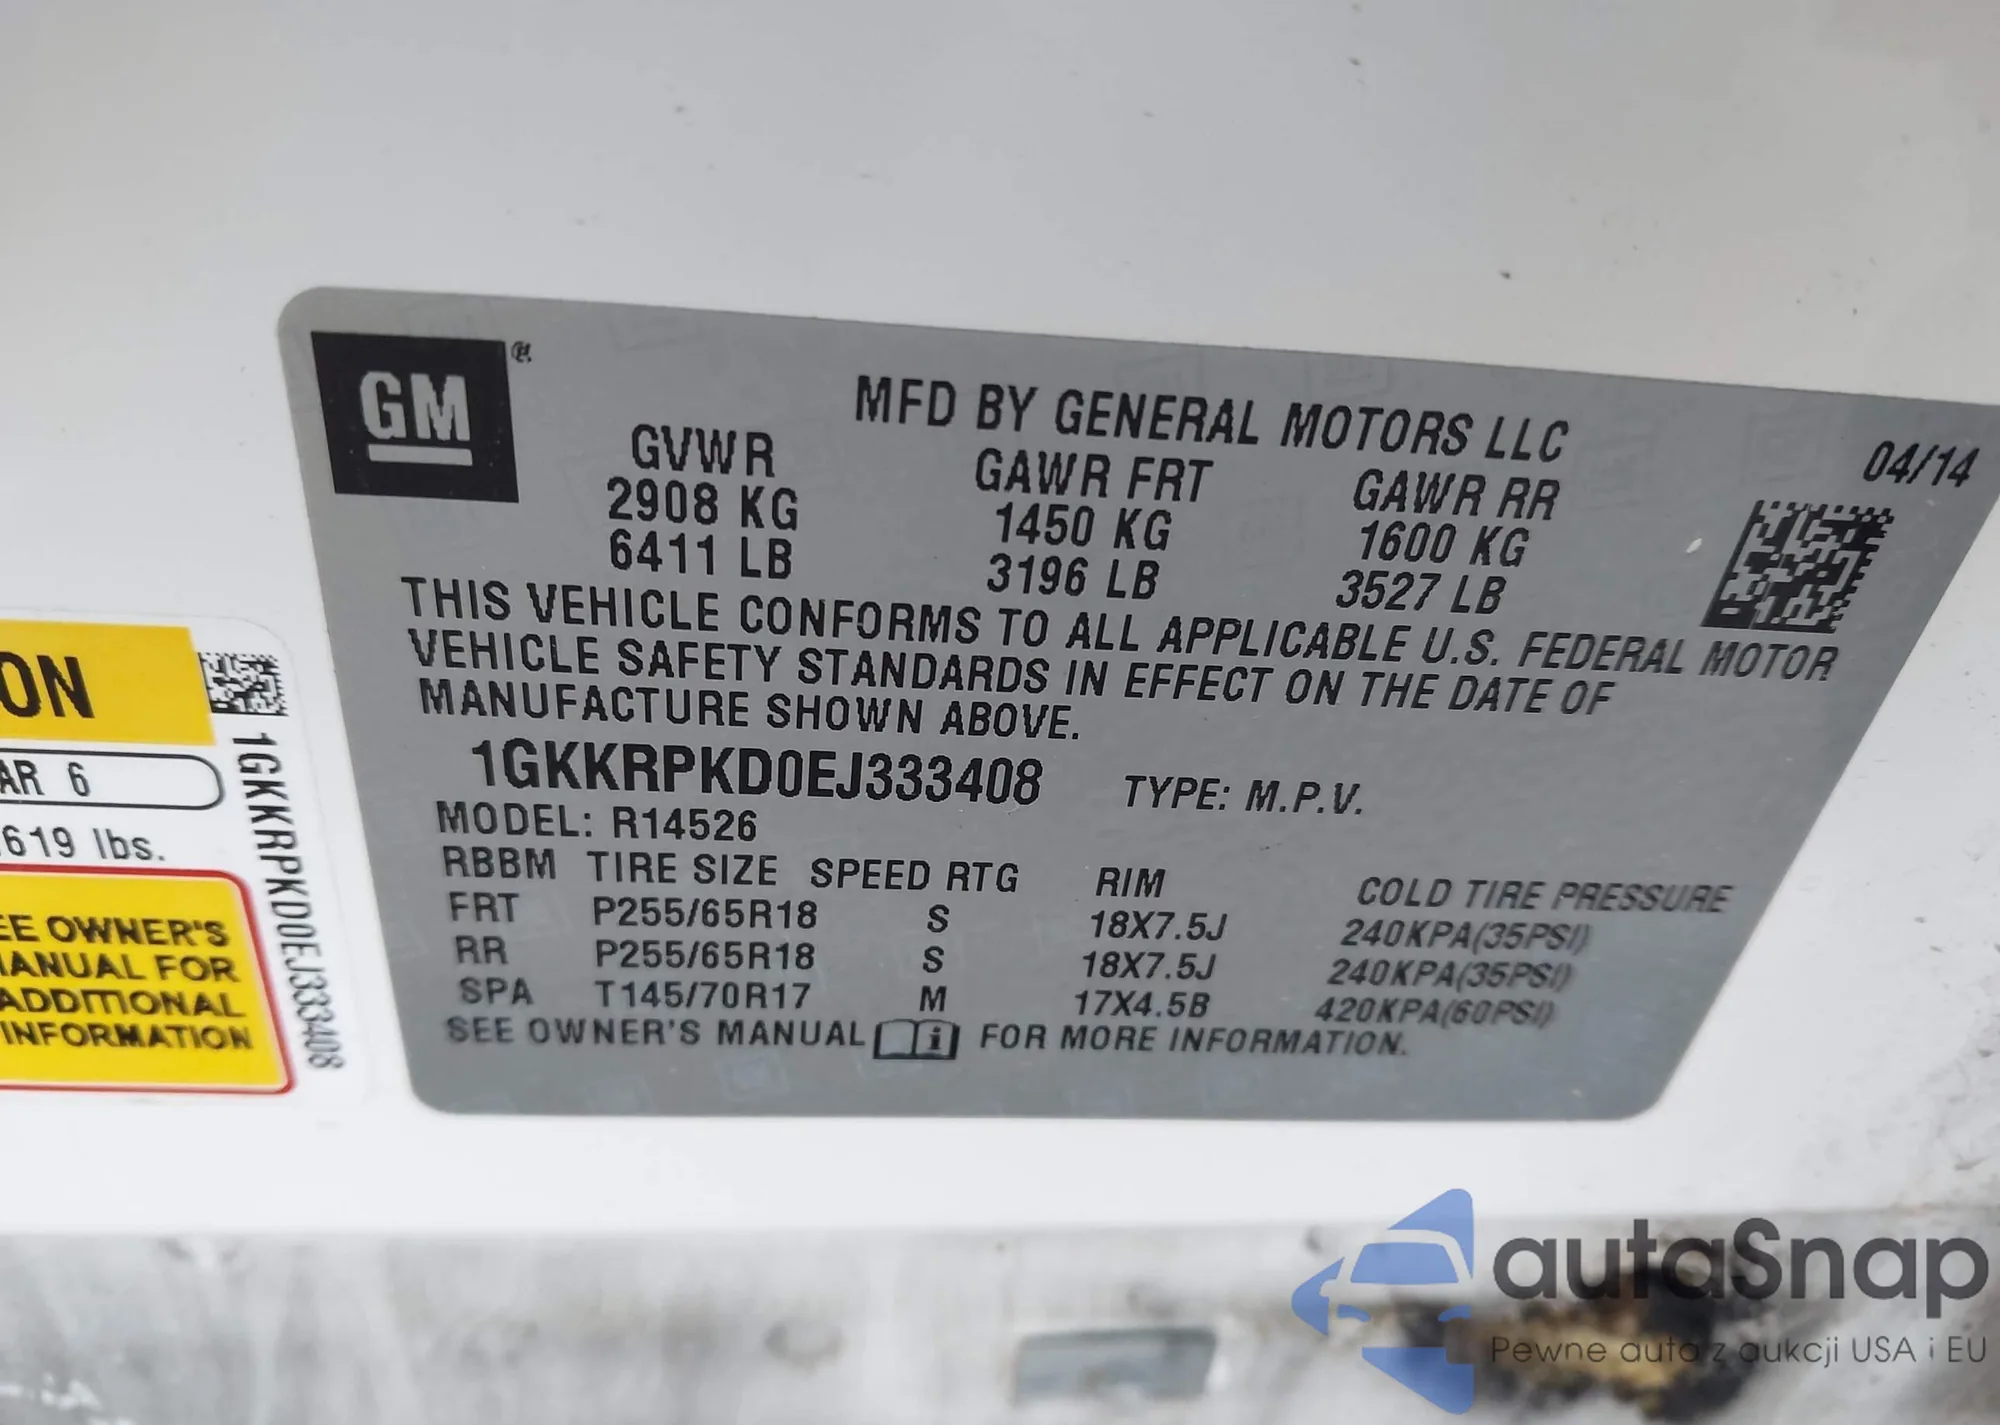 GM
MFD BY GENERAL MOTORS LLC
04/14
GVWR GAWR FRT GAWR RR
2908 KG 1450 KG 1600 KG
6411 LB 3196 LB 3527 LB
THIS VEHICLE CONFORMS TO ALL APPLICABLE U.S. FEDERAL MOTOR
VEHICLE SAFETY STANDARDS IN EFFECT ON THE DATE OF
MANUFACTURE SHOWN ABOVE.
1GKKRPKD0EJ333408 TYPE: M.P.V.
MODEL: R14526
RBBM TIRE SIZE SPEED RTG RIM COLD TIRE PRESSURE
FRT P255/65R18 S 18X7.5J 240KPA(35PSI)
RR P255/65R18 S 18X7.5J 240KPA(35PSI)
SPA T145/70R17 M 17X4.5B 420KPA(60PSI)
SEE OWNER'S MANUAL i FOR MORE INFORMATION.
ON
AR 6
619 lbs.
EE OWNER'S
MANUAL FOR
ADDITIONAL
INFORMATION
1GKKRPKD0EJ333408
autaSnap
Pewne auta z aukcji USA i EU